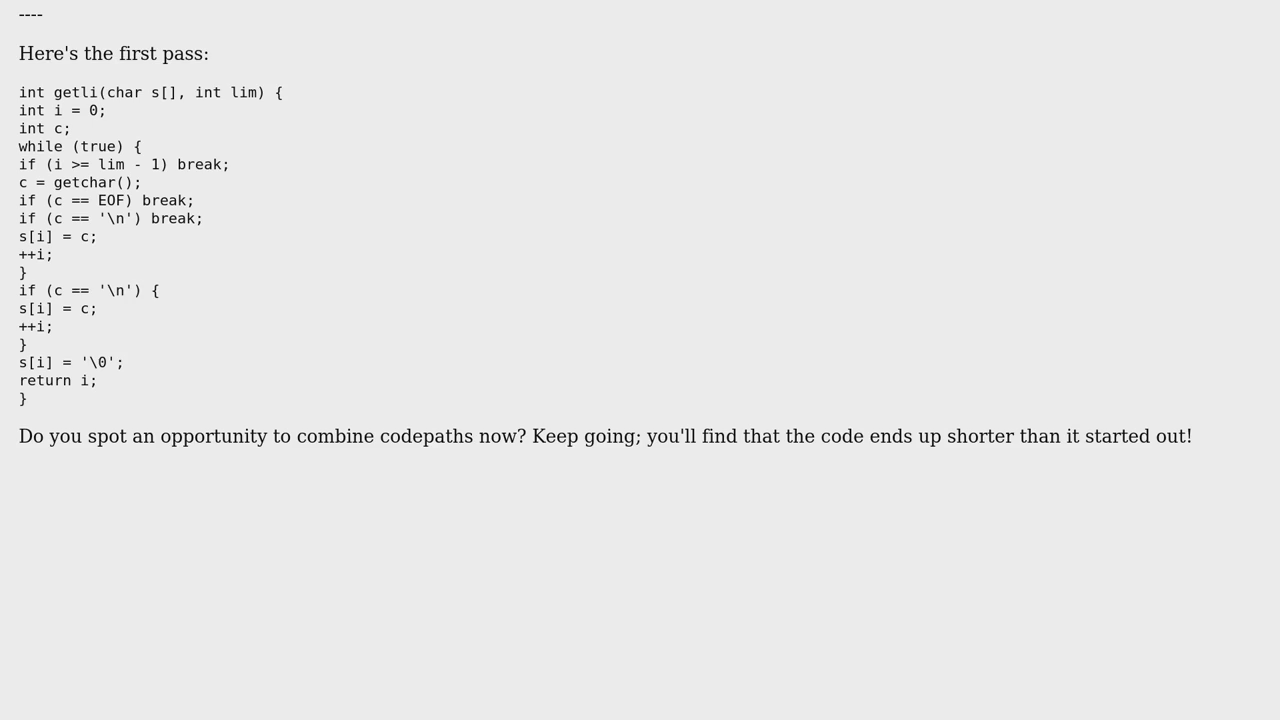 ----
Here's the first pass:
int getli(char s[], int lim) {
int i = 0;
int c;
while (true) {
if (i >= lim - 1) break;
c = getchar();
if (c == EOF) break;
if (c == '\n') break;
s[i] = c;
++i;
}
if (c == '\n') {
s[i] = c;
++i;
}
s[i] = '\0';
return i;
}
Do you spot an opportunity to combine codepaths now? Keep going; you'll find that the code ends up shorter than it started out!